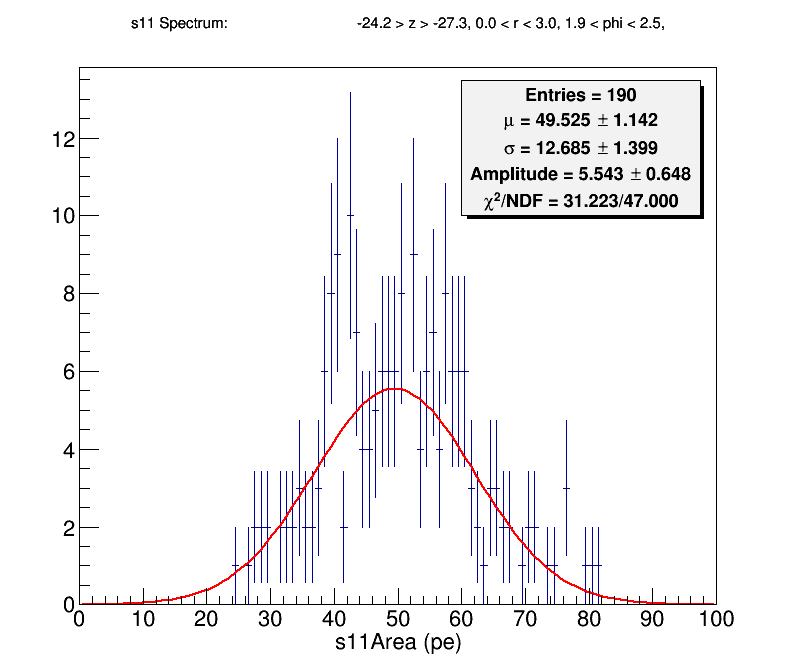 s11 Spectrum: -24.2 > z > -27.3, 0.0 < r < 3.0, 1.9 < phi < 2.5,
Entries = 190
μ = 49.525 ± 1.142
σ = 12.685 ± 1.399
Amplitude = 5.543 ± 0.648
χ²/NDF = 31.223/47.000
12
10
8
6
4
2
0
0 10 20 30 40 50 60 70 80 90 100
s11Area (pe)